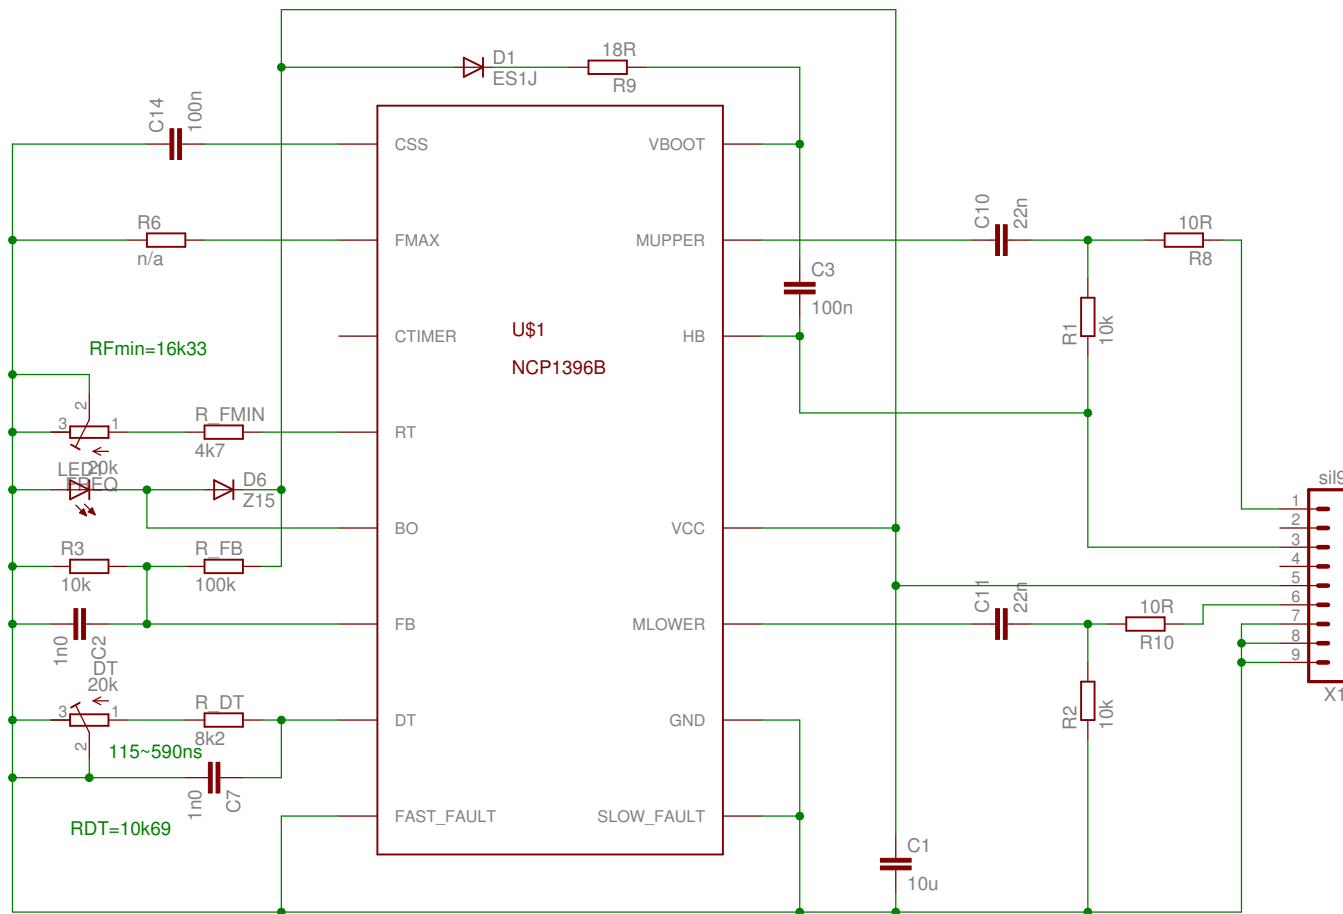 D1
ES1J
18R
R9
C14
100n
CSS
VBOOT
R6
n/a
FMAX
MUPPER
C10
22n
10R
R8
C3
100n
R1
10k
RFmin=16k33
CTIMER
U$1
NCP1396B
HB
3
2
1
20k
R_FMIN
4k7
RT
LED1
FREQ
D6
Z15
BO
VCC
sil9
1
2
3
4
5
6
7
8
9
X1
R3
10k
R_FB
100k
C2
1n0
FB
MLOWER
C11
22n
10R
R10
R2
10k
DT
20k
3
1
2
R_DT
8k2
DT
GND
115~590ns
1n0
C7
RDT=10k69
FAST_FAULT
SLOW_FAULT
C1
10u